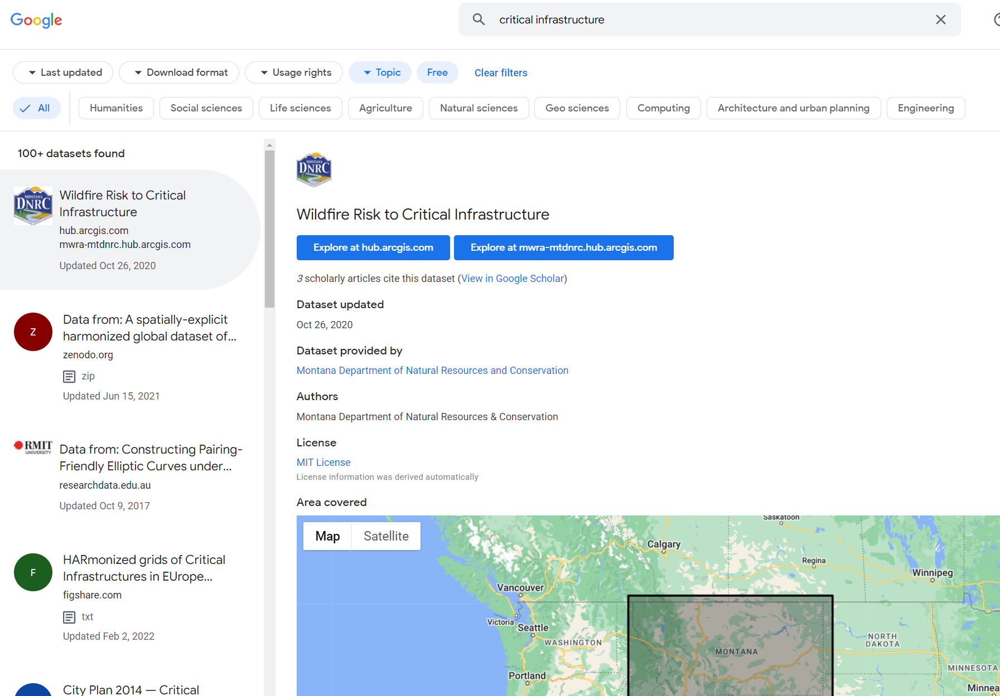 Google
critical infrastructure
Last updated
Download format
Usage rights
Topic
Free
Clear filters
All
Humanities
Social sciences
Life sciences
Agriculture
Natural sciences
Geo sciences
Computing
Architecture and urban planning
Engineering
100+ datasets found
MONTANA
DNRC
Wildfire Risk to Critical
Infrastructure
hub.arcgis.com
mwra-mtdnrc.hub.arcgis.com
Updated Oct 26, 2020
Z
Data from: A spatially-explicit
harmonized global dataset of...
zenodo.org
zip
Updated Jun 15, 2021
RMIT
UNIVERSITY
Data from: Constructing Pairing-
Friendly Elliptic Curves under...
researchdata.edu.au
Updated Oct 9, 2017
F
HARmonized grids of Critical
Infrastructures in EUrope...
figshare.com
txt
Updated Feb 2, 2022
City Plan 2014 — Critical
MONTANA
DNRC
Wildfire Risk to Critical Infrastructure
Explore at hub.arcgis.com
Explore at mwra-mtdnrc.hub.arcgis.com
3 scholarly articles cite this dataset (View in Google Scholar)
Dataset updated
Oct 26, 2020
Dataset provided by
Montana Department of Natural Resources and Conservation
Authors
Montana Department of Natural Resources & Conservation
License
MIT License
License information was derived automatically
Area covered
Map
Satellite
Saskatoon
Calgary
Regina
Winnipeg
Vancouver
Victoria
Seattle
WASHINGTON
MONTANA
NORTH
DAKOTA
MINNESOTA
Portland
Minnea